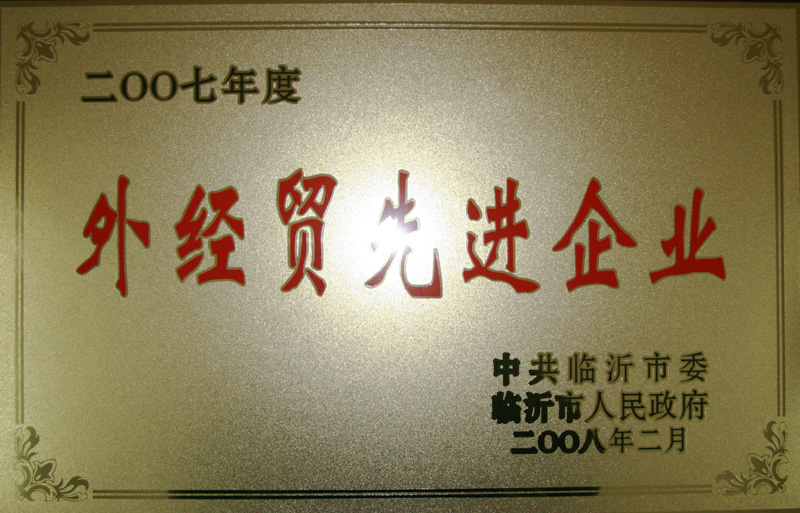 二〇〇七年度
外经贸先进企业
中共临沂市委
临沂市人民政府
二〇〇八年二月